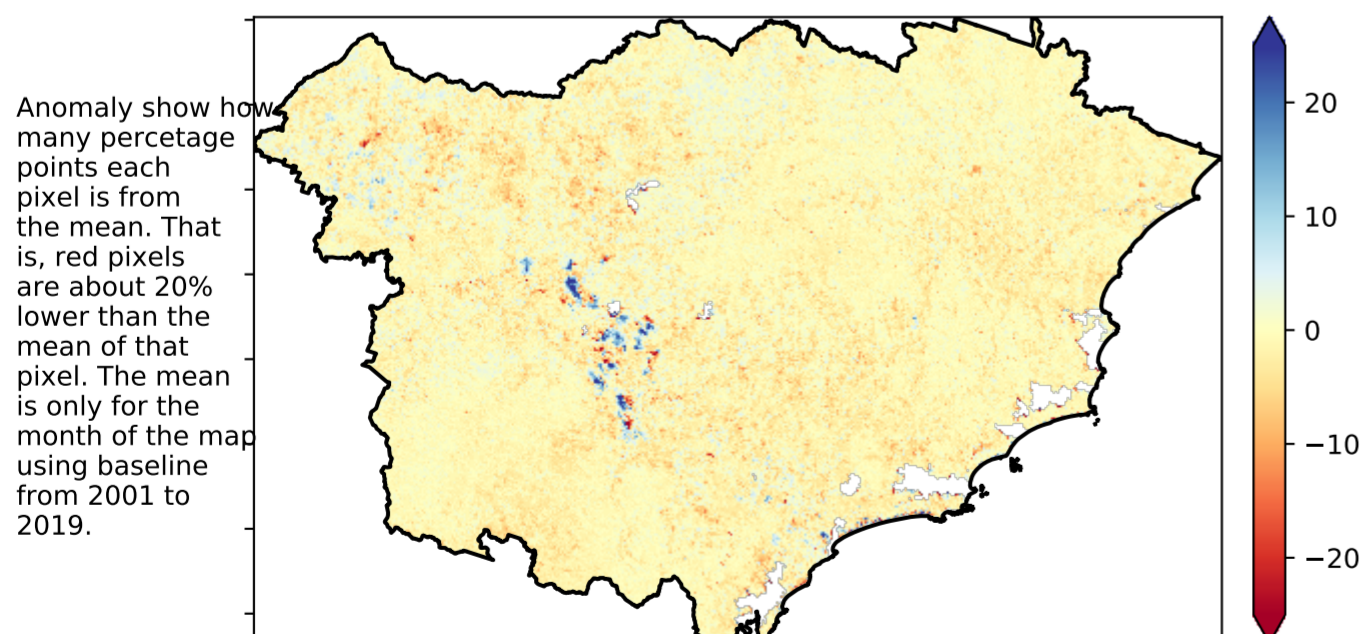 Anomaly show how
many percetage
points each
pixel is from
the mean. That
is, red pixels
are about 20%
lower than the
mean of that
pixel. The mean
is only for the
month of the map
using baseline
from 2001 to
2019.
20
10
0
−10
−20